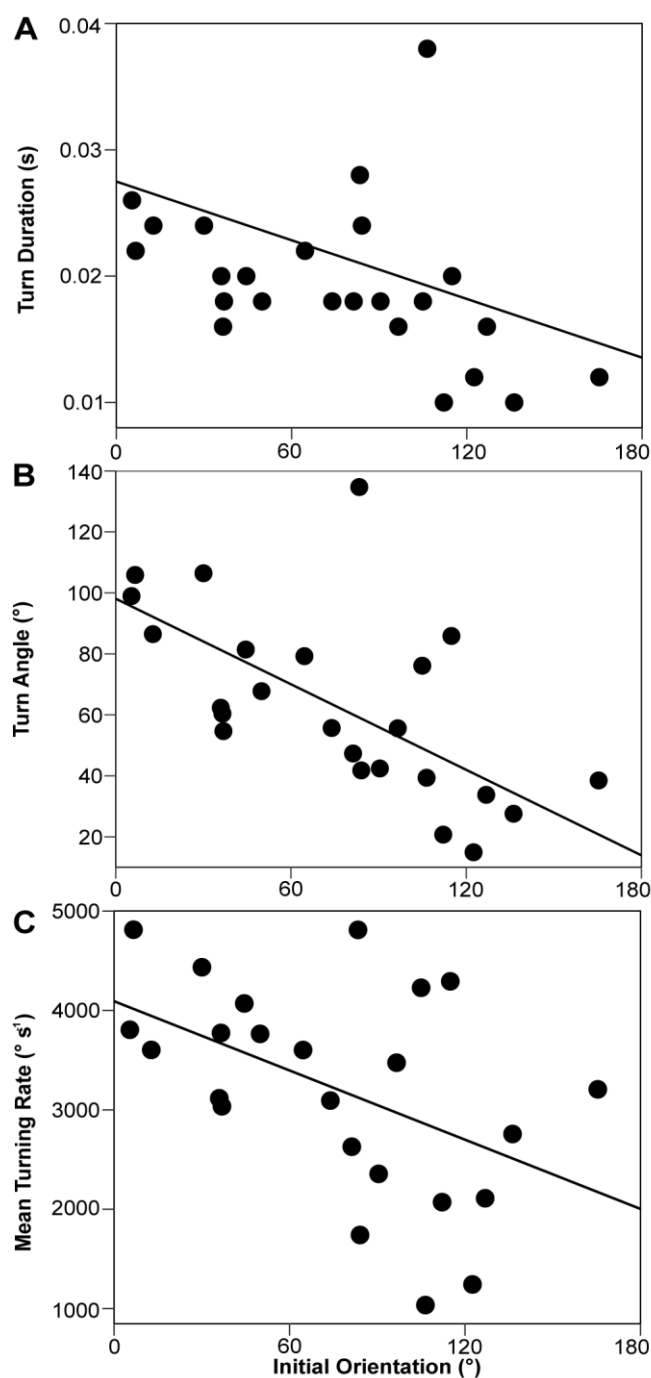 A
0.04
0.03
0.02
0.01
Turn Duration (s)
0 60 120 180
B
140
120
100
80
60
40
20
Turn Angle (°)
0 60 120 180
C
5000
4000
3000
2000
1000
Mean Turning Rate (° s¹)
0 60 120 180
Initial Orientation (°)